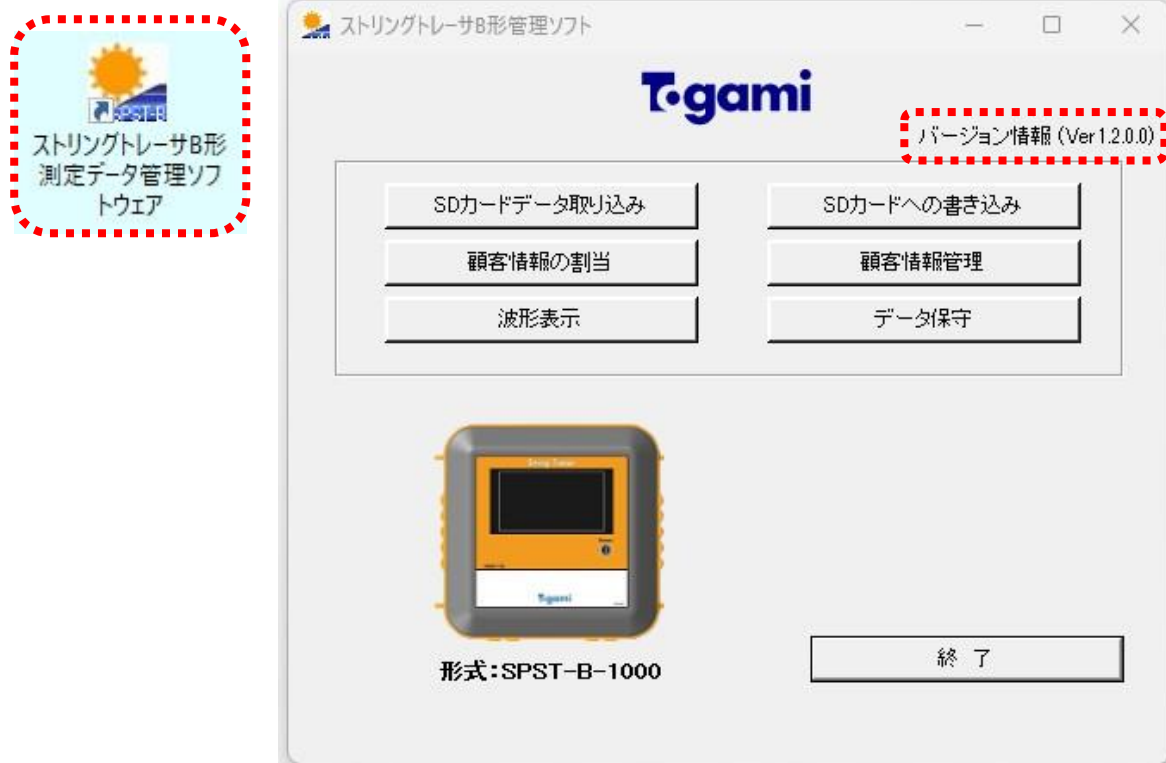 SPST-B
ストリングトレーサB形
測定データ管理ソフ
トウェア
ストリングトレーサB形管理ソフト
Togami
バージョン情報 (Ver1.2.0.0)
SDカードデータ取り込み
SDカードへの書き込み
顧客情報の割当
顧客情報管理
波形表示
データ保守
String Tracer
Togami
形式:SPST-B-1000
終 了